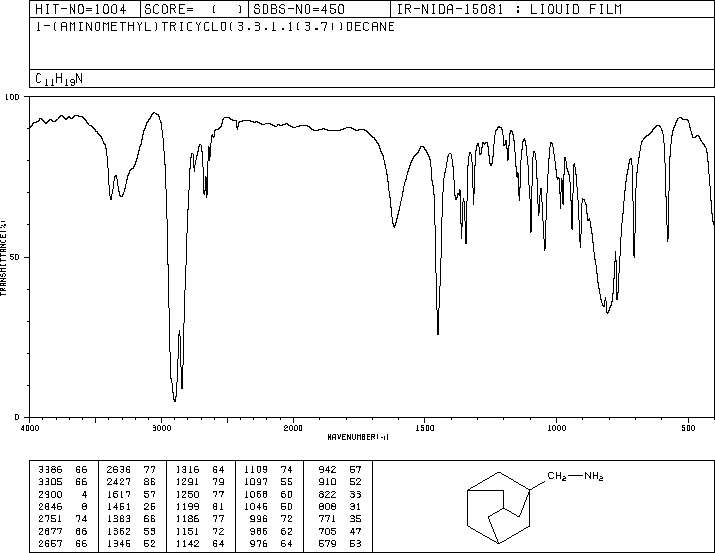 HIT-NO=1004 SCORE= ( ) SDBS-NO=450 IR-NIDA-15081 : LIQUID FILM
1-(AMINOMETHYL)TRICYCLO(3.3.1.1(3.7))DECANE
C11H19N
100
50
0
TRANSMITTANCE(%)
4000 3000 2000 1500 1000 500
WAVENUMBER(-1)
3386 66 2636 77 1316 64 1109 74 942 57
3305 66 2427 86 1291 79 1097 55 910 52
2900 4 1617 57 1250 77 1068 60 822 33
2846 8 1451 26 1199 81 1045 50 808 31
2751 74 1383 66 1186 77 996 72 771 35
2677 66 1362 59 1151 72 986 62 705 47
2667 66 1346 52 1142 64 976 64 579 53
CH2 NH2